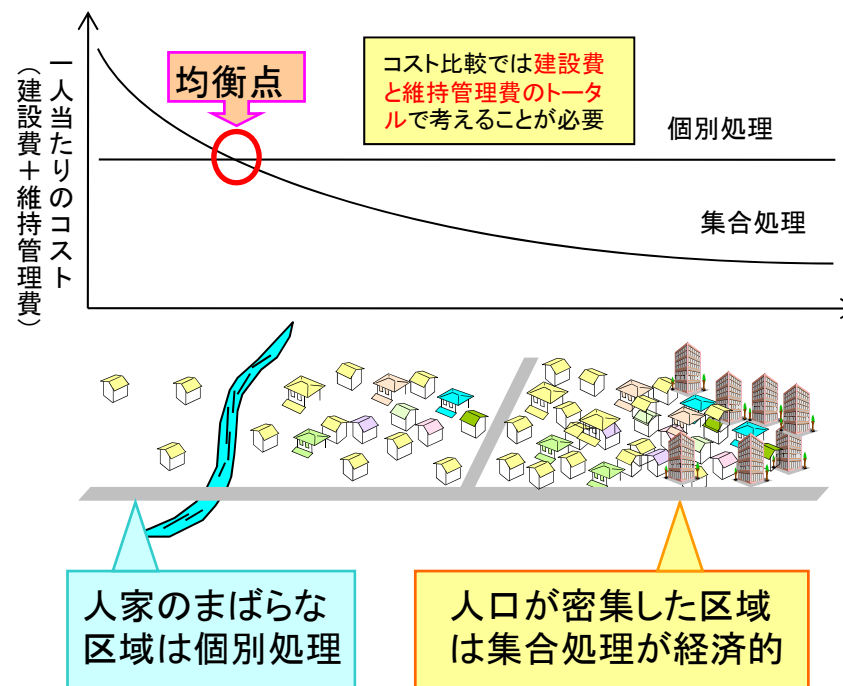 一人当たりのコスト
（建設費＋維持管理費）
均衡点
コスト比較では建設費
と維持管理費のトータ
ルで考えることが必要
個別処理
集合処理
人家のまばらな
区域は個別処理
人口が密集した区域
は集合処理が経済的